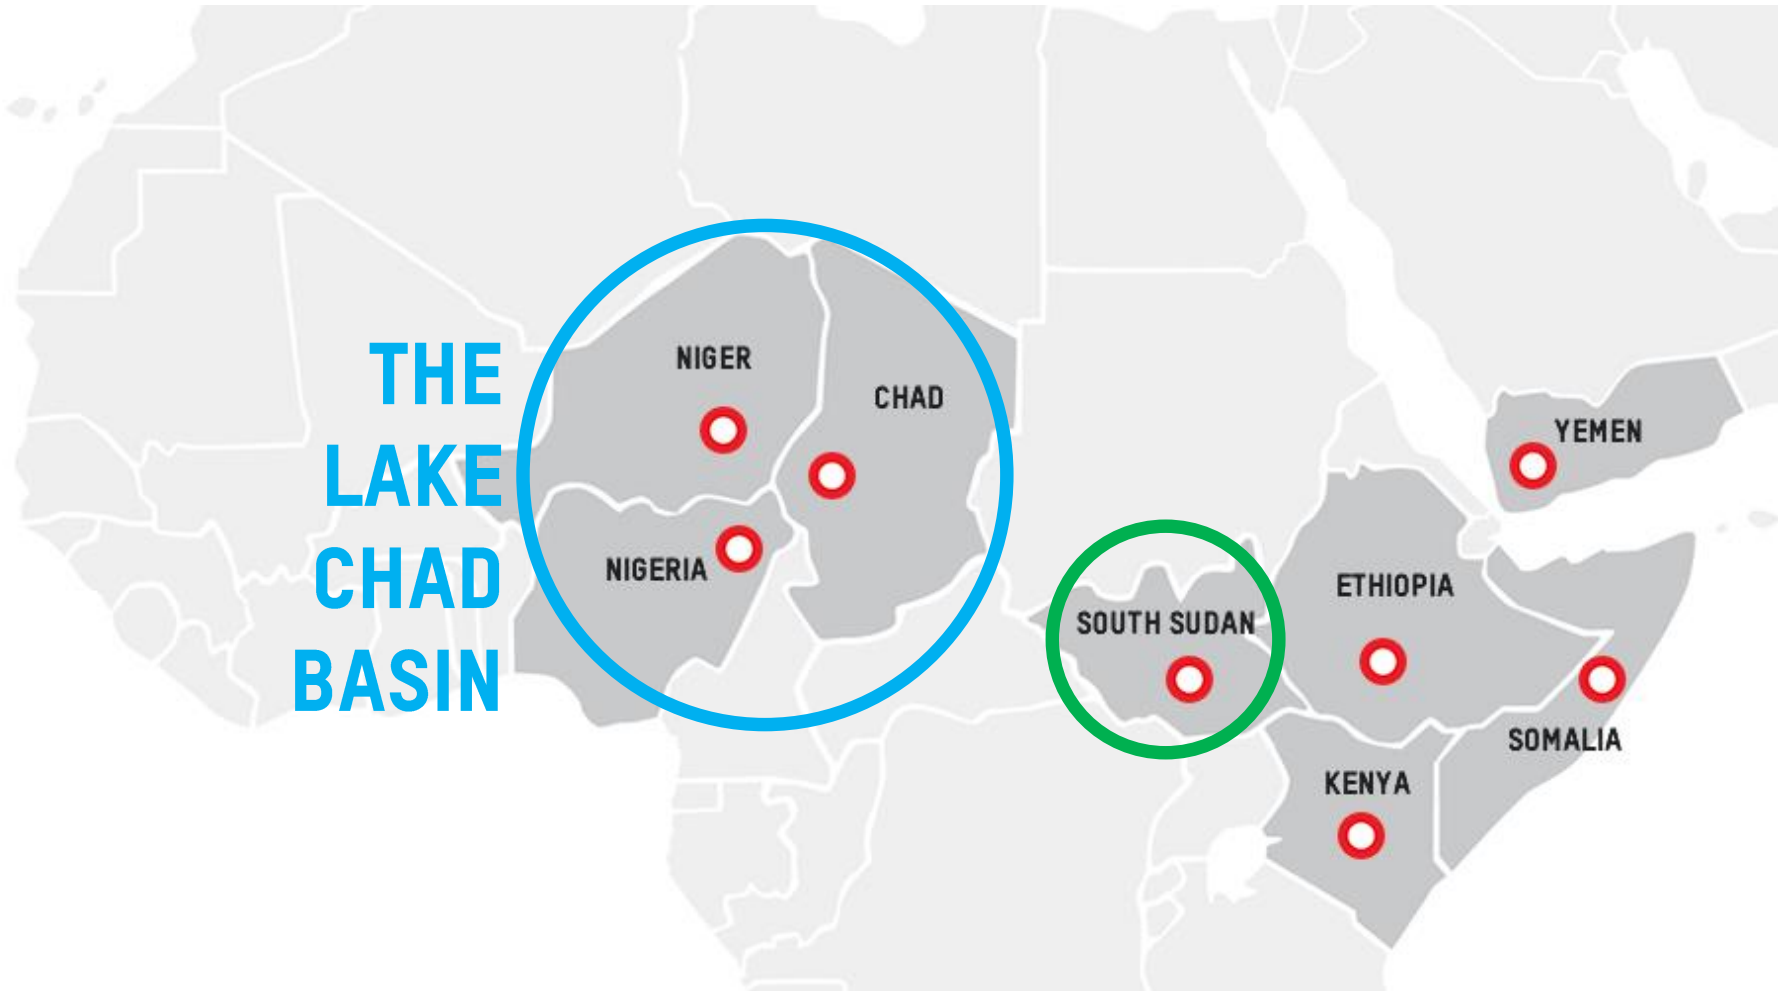 THE
LAKE
CHAD
BASIN
NIGER
CHAD
NIGERIA
SOUTH SUDAN
YEMEN
ETHIOPIA
SOMALIA
KENYA